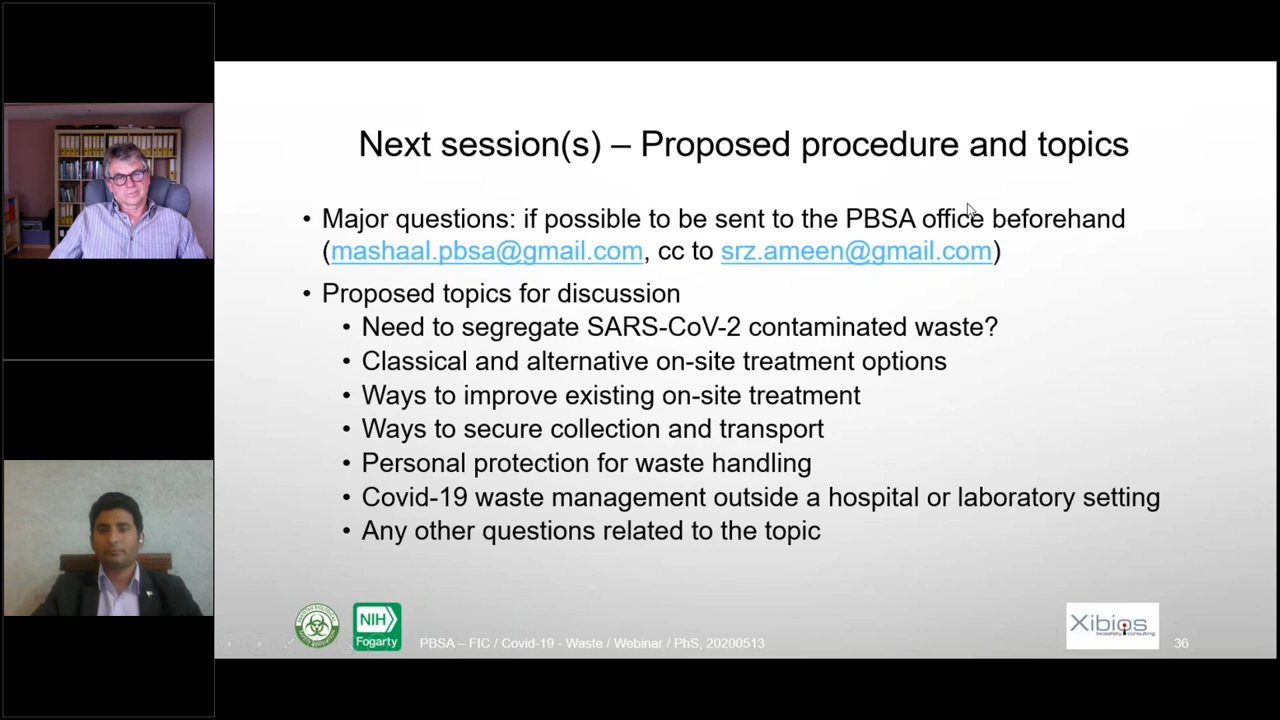 Next session(s) – Proposed procedure and topics
• Major questions: if possible to be sent to the PBSA office beforehand
(mashaal.pbsa@gmail.com, cc to srz.ameen@gmail.com)
• Proposed topics for discussion
• Need to segregate SARS-CoV-2 contaminated waste?
• Classical and alternative on-site treatment options
• Ways to improve existing on-site treatment
• Ways to secure collection and transport
• Personal protection for waste handling
• Covid-19 waste management outside a hospital or laboratory setting
• Any other questions related to the topic
NIH
Fogarty
PBSA – FIC / Covid-19 - Waste / Webinar / PhS, 20200513
Xibios
biosafety consulting
36